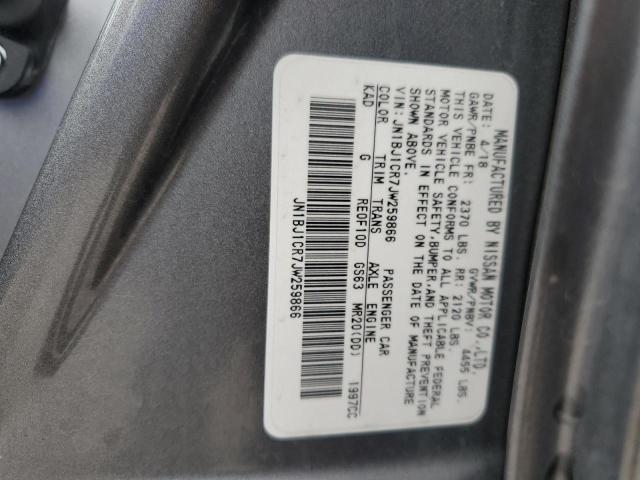 MANUFACTURED BY NISSAN MOTOR CO.,LTD.
DATE: 4/18 GVWR/PNBV: 4455 LBS.
GAWR/PNBE FR: 2370 LBS. RR: 2120 LBS.
THIS VEHICLE CONFORMS TO ALL APPLICABLE FEDERAL
MOTOR VEHICLE SAFETY,BUMPER,AND THEFT PREVENTION
STANDARDS IN EFFECT ON THE DATE OF MANUFACTURE
SHOWN ABOVE.
VIN: JN1BJ1CR7JW259866 PASSENGER CAR
COLOR TRIM TRANS AXLE ENGINE
KAD G RE0F10D GS63 MR20(DD) 1997CC
JN1BJ1CR7JW259866